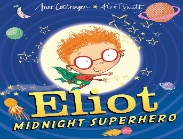 Anne Cottringer • Alex T. Smith
Eliot
MIDNIGHT SUPERHERO